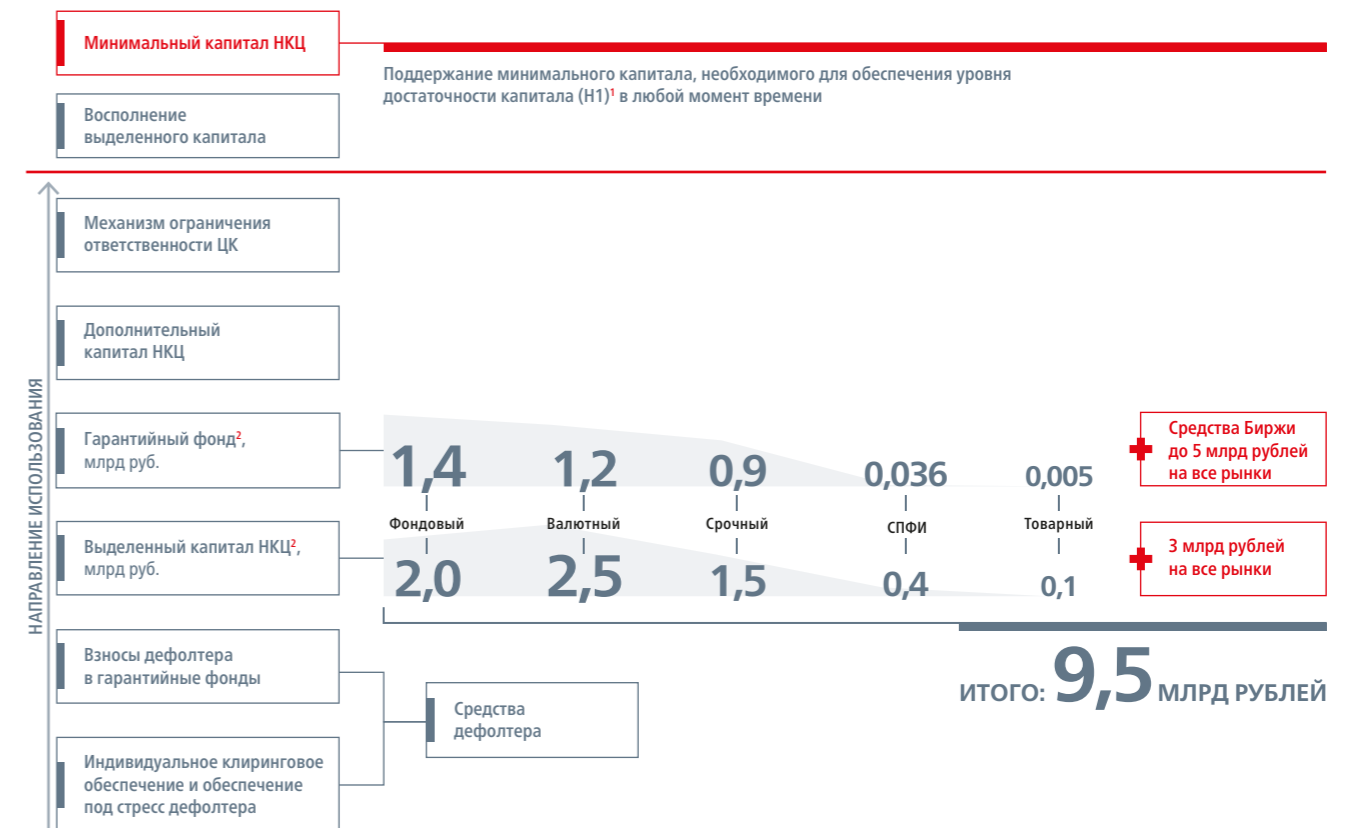 Минимальный капитал НКЦ
Поддержание минимального капитала, необходимого для обеспечения уровня
достаточности капитала (Н1)¹ в любой момент времени
Восполнение
выделенного капитала
НАПРАВЛЕНИЕ ИСПОЛЬЗОВАНИЯ
Механизм ограничения
ответственности ЦК
Дополнительный
капитал НКЦ
Гарантийный фонд²,
млрд руб.
1,4 1,2 0,9 0,036 0,005
Средства Биржи
до 5 млрд рублей
на все рынки
Фондовый Валютный Срочный СПФИ Товарный
Выделенный капитал НКЦ²,
млрд руб.
2,0 2,5 1,5 0,4 0,1
3 млрд рублей
на все рынки
Взносы дефолтера
в гарантийные фонды
ИТОГО: 9,5 МЛРД РУБЛЕЙ
Средства
дефолтера
Индивидуальное клиринговое
обеспечение и обеспечение
под стресс дефолтера